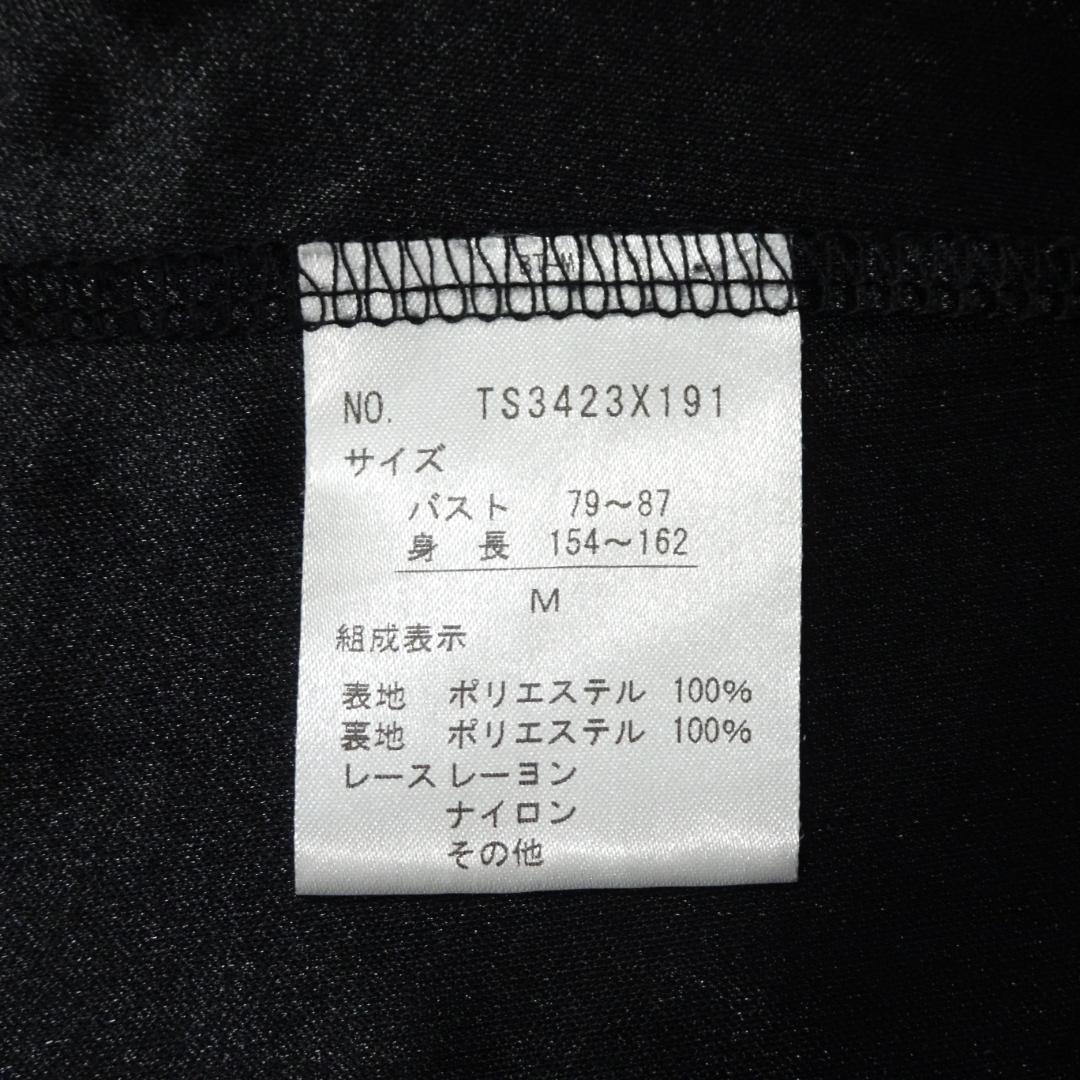 NO. TS3423X191
サイズ
バスト 79～87
身長 154～162
M
組成表示
表地 ポリエステル 100%
裏地 ポリエステル 100%
レース レーヨン
ナイロン
その他